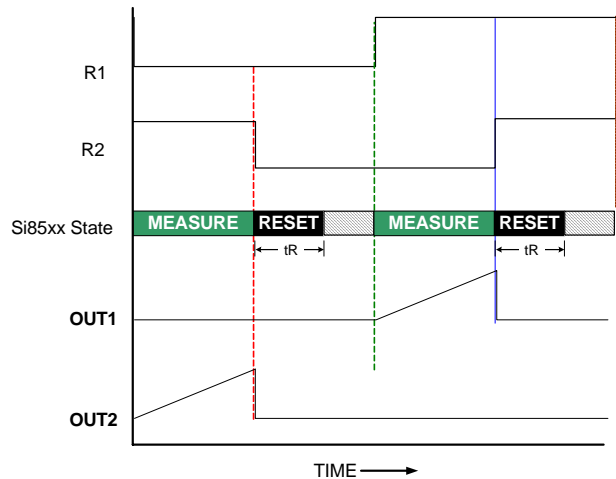 R1
R2
Si85xx State
MEASURE RESET MEASURE RESET
tR tR
OUT1
OUT2
TIME